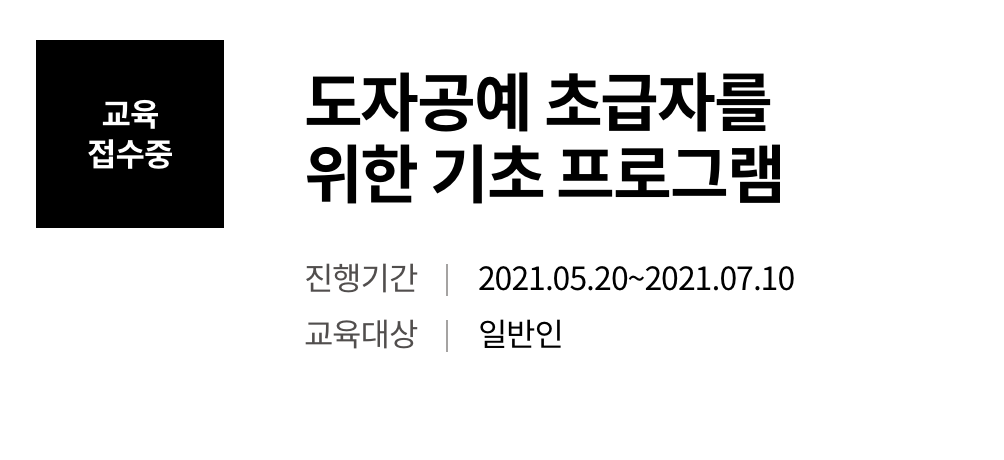 교육
접수중
도자공예 초급자를
위한 기초 프로그램
진행기간 | 2021.05.20~2021.07.10
교육대상 | 일반인